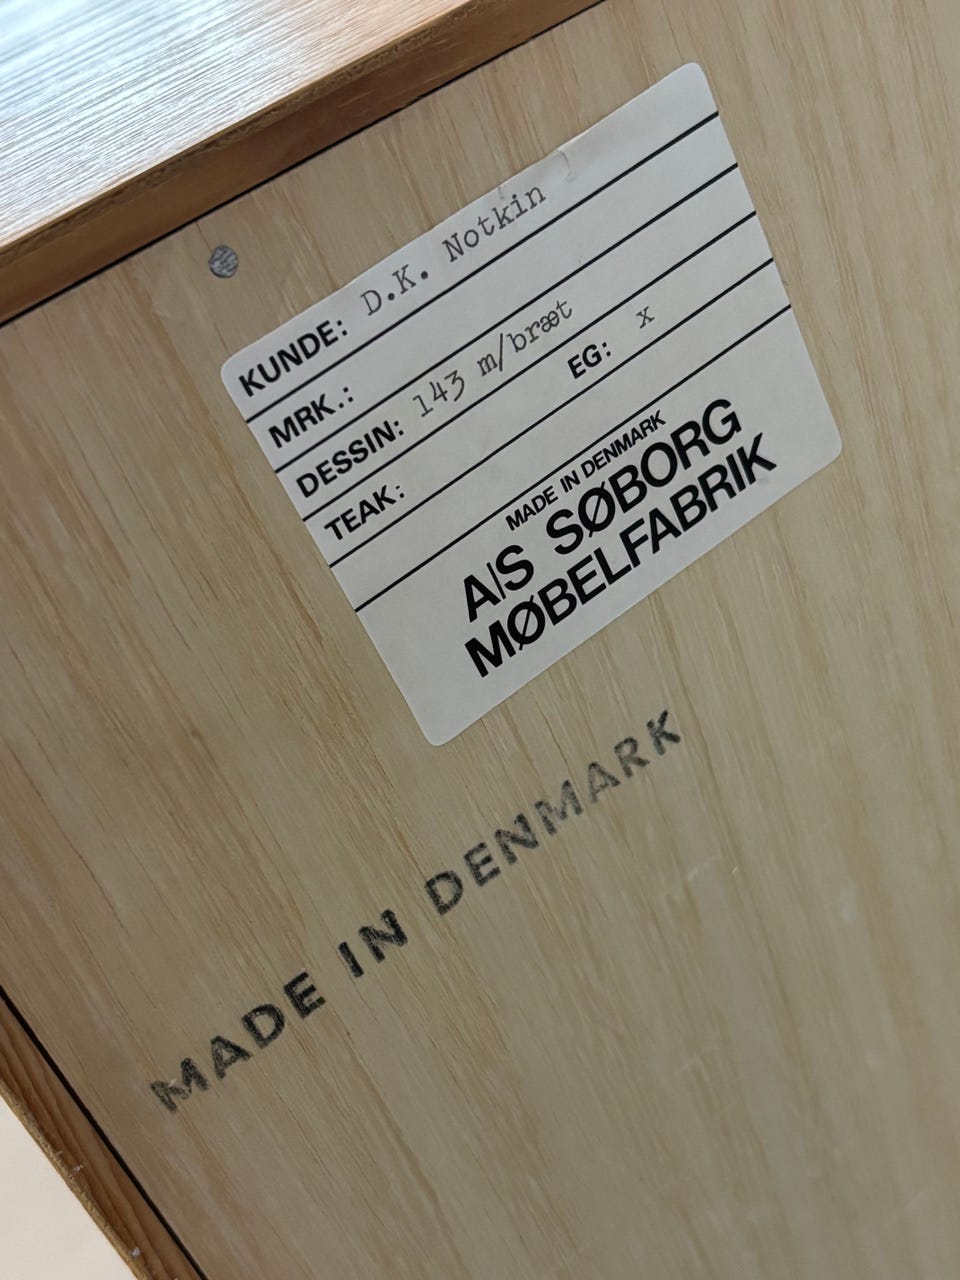 KUNDE: D.K. Notkin
MRK.:
DESSIN: 143 m/bræt
TEAK: EG: x
MADE IN DENMARK
A/S SØBORG
MØBELFABRIK
MADE IN DENMARK